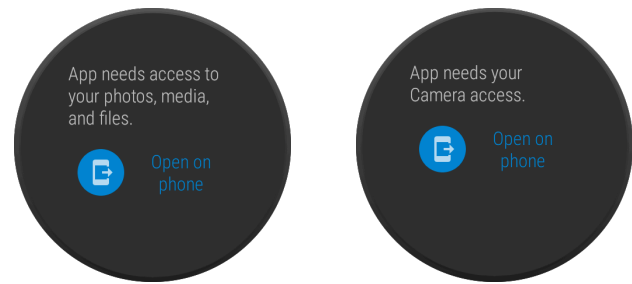 App needs access to
your photos, media,
and files.
Open on
phone
App needs your
Camera access.
Open on
phone